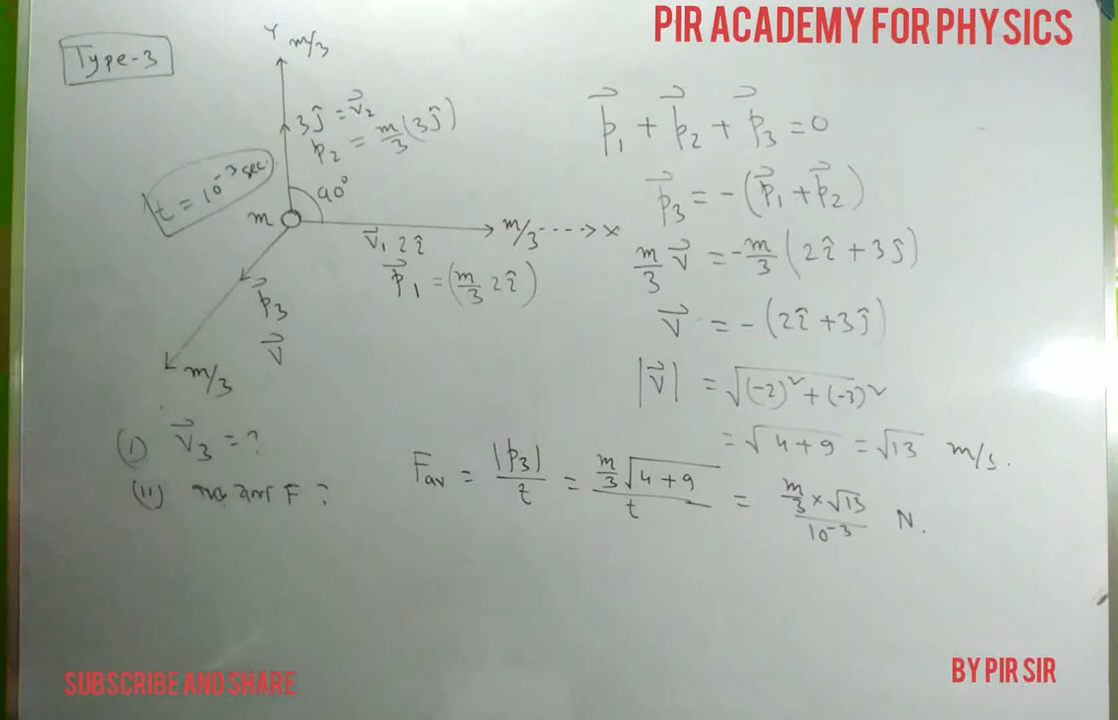 PIR ACADEMY FOR PHYSICS
Type-3
Y
m/3
3ĵ = v⃗₂
p₂ = m/3 (3ĵ)
t = 10⁻³ sec.
90°
m
m/3 ----> x
v⃗₁ 2î
p⃗₁ = (m/3 2î)
p⃗₃
v⃗
m/3
p⃗₁ + p⃗₂ + p⃗₃ = 0
p⃗₃ = -(p⃗₁ + p⃗₂)
m/3 v⃗ = -m/3 (2î + 3ĵ)
v⃗ = -(2î + 3ĵ)
|v⃗| = √(-2)² + (-3)²
= √4+9 = √13 m/s.
(i) v⃗₃ = ?
(ii) F ?
Fav = |p₃|/t = m/3 √4+9 / t = m/3 × √13 / 10⁻³ N.
SUBSCRIBE AND SHARE
BY PIR SIR